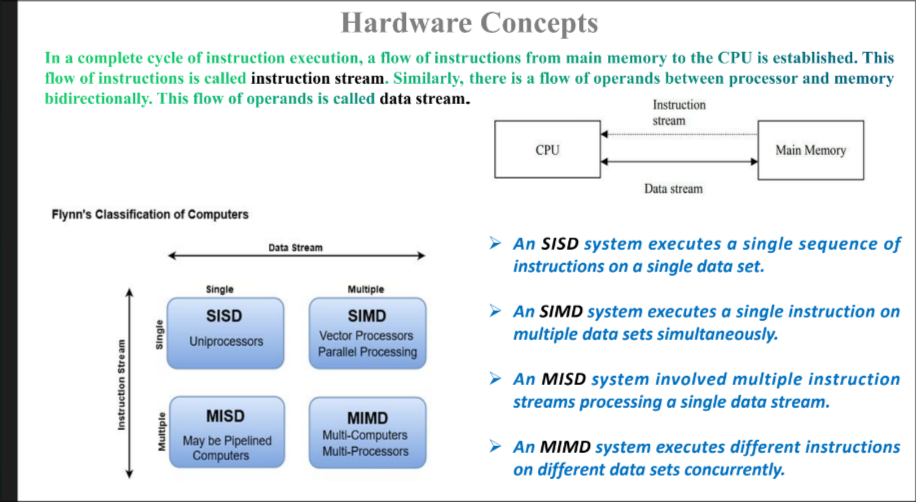 Hardware Concepts
In a complete cycle of instruction execution, a flow of instructions from main memory to the CPU is established. This
flow of instructions is called instruction stream. Similarly, there is a flow of operands between processor and memory
bidirectionally. This flow of operands is called data stream.
Instruction
stream
CPU
Main Memory
Data stream
Flynn's Classification of Computers
Data Stream
Single
Multiple
Instruction Stream
Single
SISD
Uniprocessors
SIMD
Vector Processors
Parallel Processing
Multiple
MISD
May be Pipelined
Computers
MIMD
Multi-Computers
Multi-Processors
➢ An SISD system executes a single sequence of
instructions on a single data set.
➢ An SIMD system executes a single instruction on
multiple data sets simultaneously.
➢ An MISD system involved multiple instruction
streams processing a single data stream.
➢ An MIMD system executes different instructions
on different data sets concurrently.